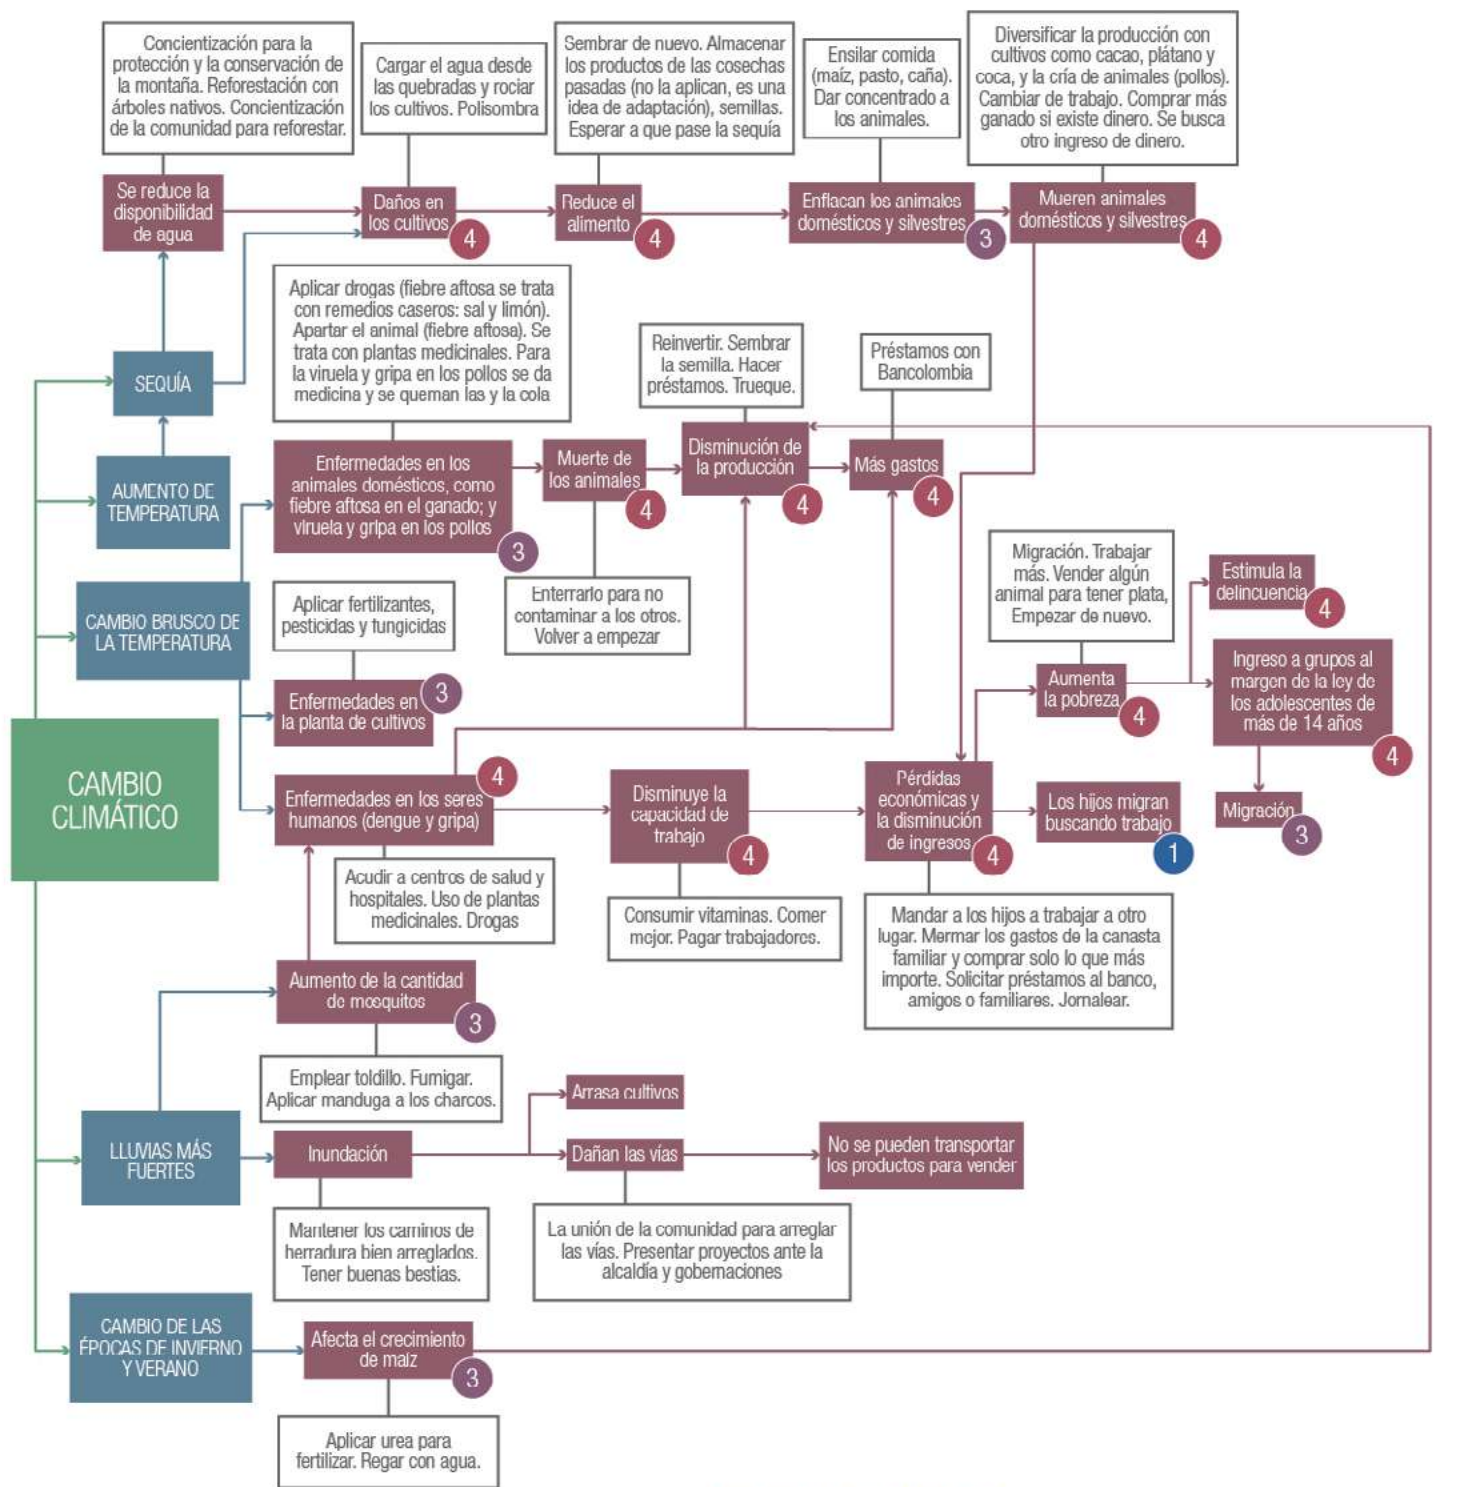 Concientización para la
protección y la conservación de
la montaña. Reforestación con
árboles nativos. Concientización
de la comunidad para reforestar.
Cargar el agua desde
las quebradas y rociar
los cultivos. Polisombra
Sembrar de nuevo. Almacenar
los productos de las cosechas
pasadas (no la aplican, es una
idea de adaptación), semillas.
Esperar a que pase la sequía
Ensilar comida
(maíz, pasto, caña).
Dar concentrado a
los animales.
Diversificar la producción con
cultivos como cacao, plátano y
coca, y la cría de animales (pollos).
Cambiar de trabajo. Comprar más
ganado si existe dinero. Se busca
otro ingreso de dinero.
Se reduce la
disponibilidad
de agua
Daños en
los cultivos
4
Reduce el
alimento
4
Enflacan los animales
domésticos y silvestres
3
Mueren animales
domésticos y silvestres
4
SEQUÍA
Aplicar drogas (fiebre aftosa se trata
con remedios caseros: sal y limón).
Apartar el animal (fiebre aftosa). Se
trata con plantas medicinales. Para
la viruela y gripa en los pollos se da
medicina y se queman las y la cola
Reinvertir. Sembrar
la semilla. Hacer
préstamos. Trueque.
Préstamos con
Bancolombia
AUMENTO DE
TEMPERATURA
Enfermedades en los
animales domésticos, como
fiebre aftosa en el ganado; y
viruela y gripa en los pollos
3
Muerte de
los animales
4
Disminución de
la producción
4
Más gastos
4
Enterrarlo para no
contaminar a los otros.
Volver a empezar
CAMBIO BRUSCO DE
LA TEMPERATURA
Aplicar fertilizantes,
pesticidas y fungicidas
Enfermedades en
la planta de cultivos
3
Migración. Trabajar
más. Vender algún
animal para tener plata,
Empezar de nuevo.
Aumenta
la pobreza
4
Estimula la
delincuencia
4
Ingreso a grupos al
margen de la ley de
los adolescentes de
más de 14 años
4
Migración
3
CAMBIO
CLIMÁTICO
Enfermedades en los seres
humanos (dengue y gripa)
4
Disminuye la
capacidad de
trabajo
4
Pérdidas
económicas y
la disminución
de ingresos
4
Los hijos migran
buscando trabajo
1
Acudir a centros de salud y
hospitales. Uso de plantas
medicinales. Drogas
Consumir vitaminas. Comer
mejor. Pagar trabajadores.
Mandar a los hijos a trabajar a otro
lugar. Mermar los gastos de la canasta
familiar y comprar solo lo que más
importe. Solicitar préstamos al banco,
amigos o familiares. Jornalear.
Aumento de la cantidad
de mosquitos
3
Emplear toldillo. Fumigar.
Aplicar manduga a los charcos.
LLUVIAS MÁS
FUERTES
Inundación
Arrasa cultivos
Dañan las vías
No se pueden transportar
los productos para vender
Mantener los caminos de
herradura bien arreglados.
Tener buenas bestias.
La unión de la comunidad para arreglar
las vías. Presentar proyectos ante la
alcaldía y gobernaciones
CAMBIO DE LAS
ÉPOCAS DE INVIERNO
Y VERANO
Afecta el crecimiento
de maíz
3
Aplicar urea para
fertilizar. Regar con agua.